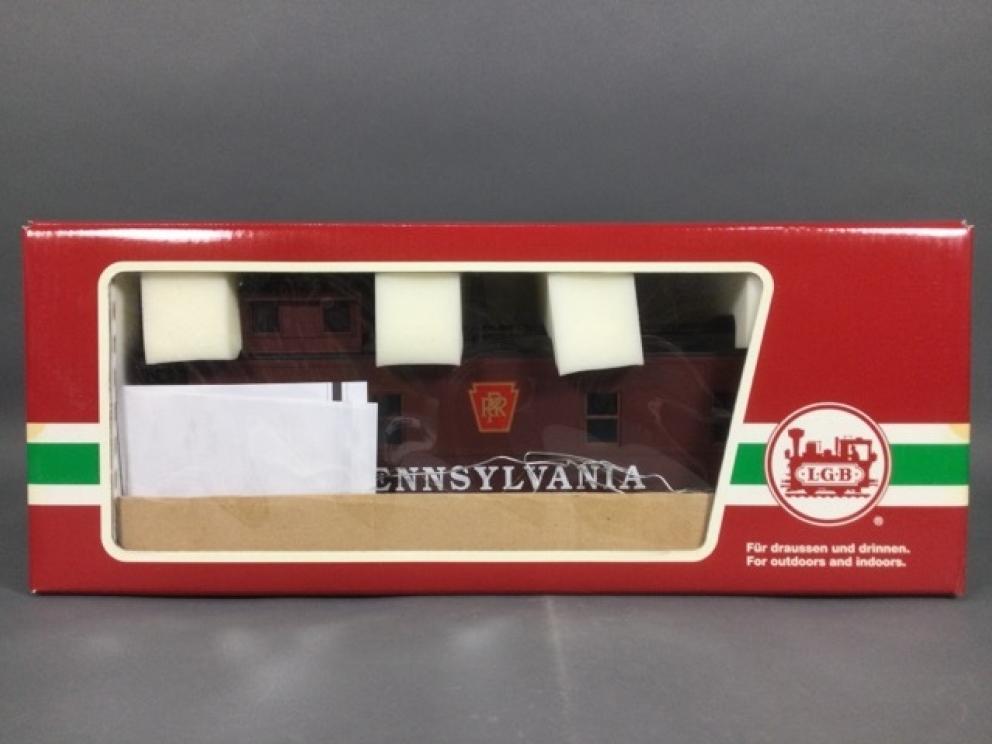 PRR
ENNSYLVANIA
L·G·B
®
Für draussen und drinnen.
For outdoors and indoors.